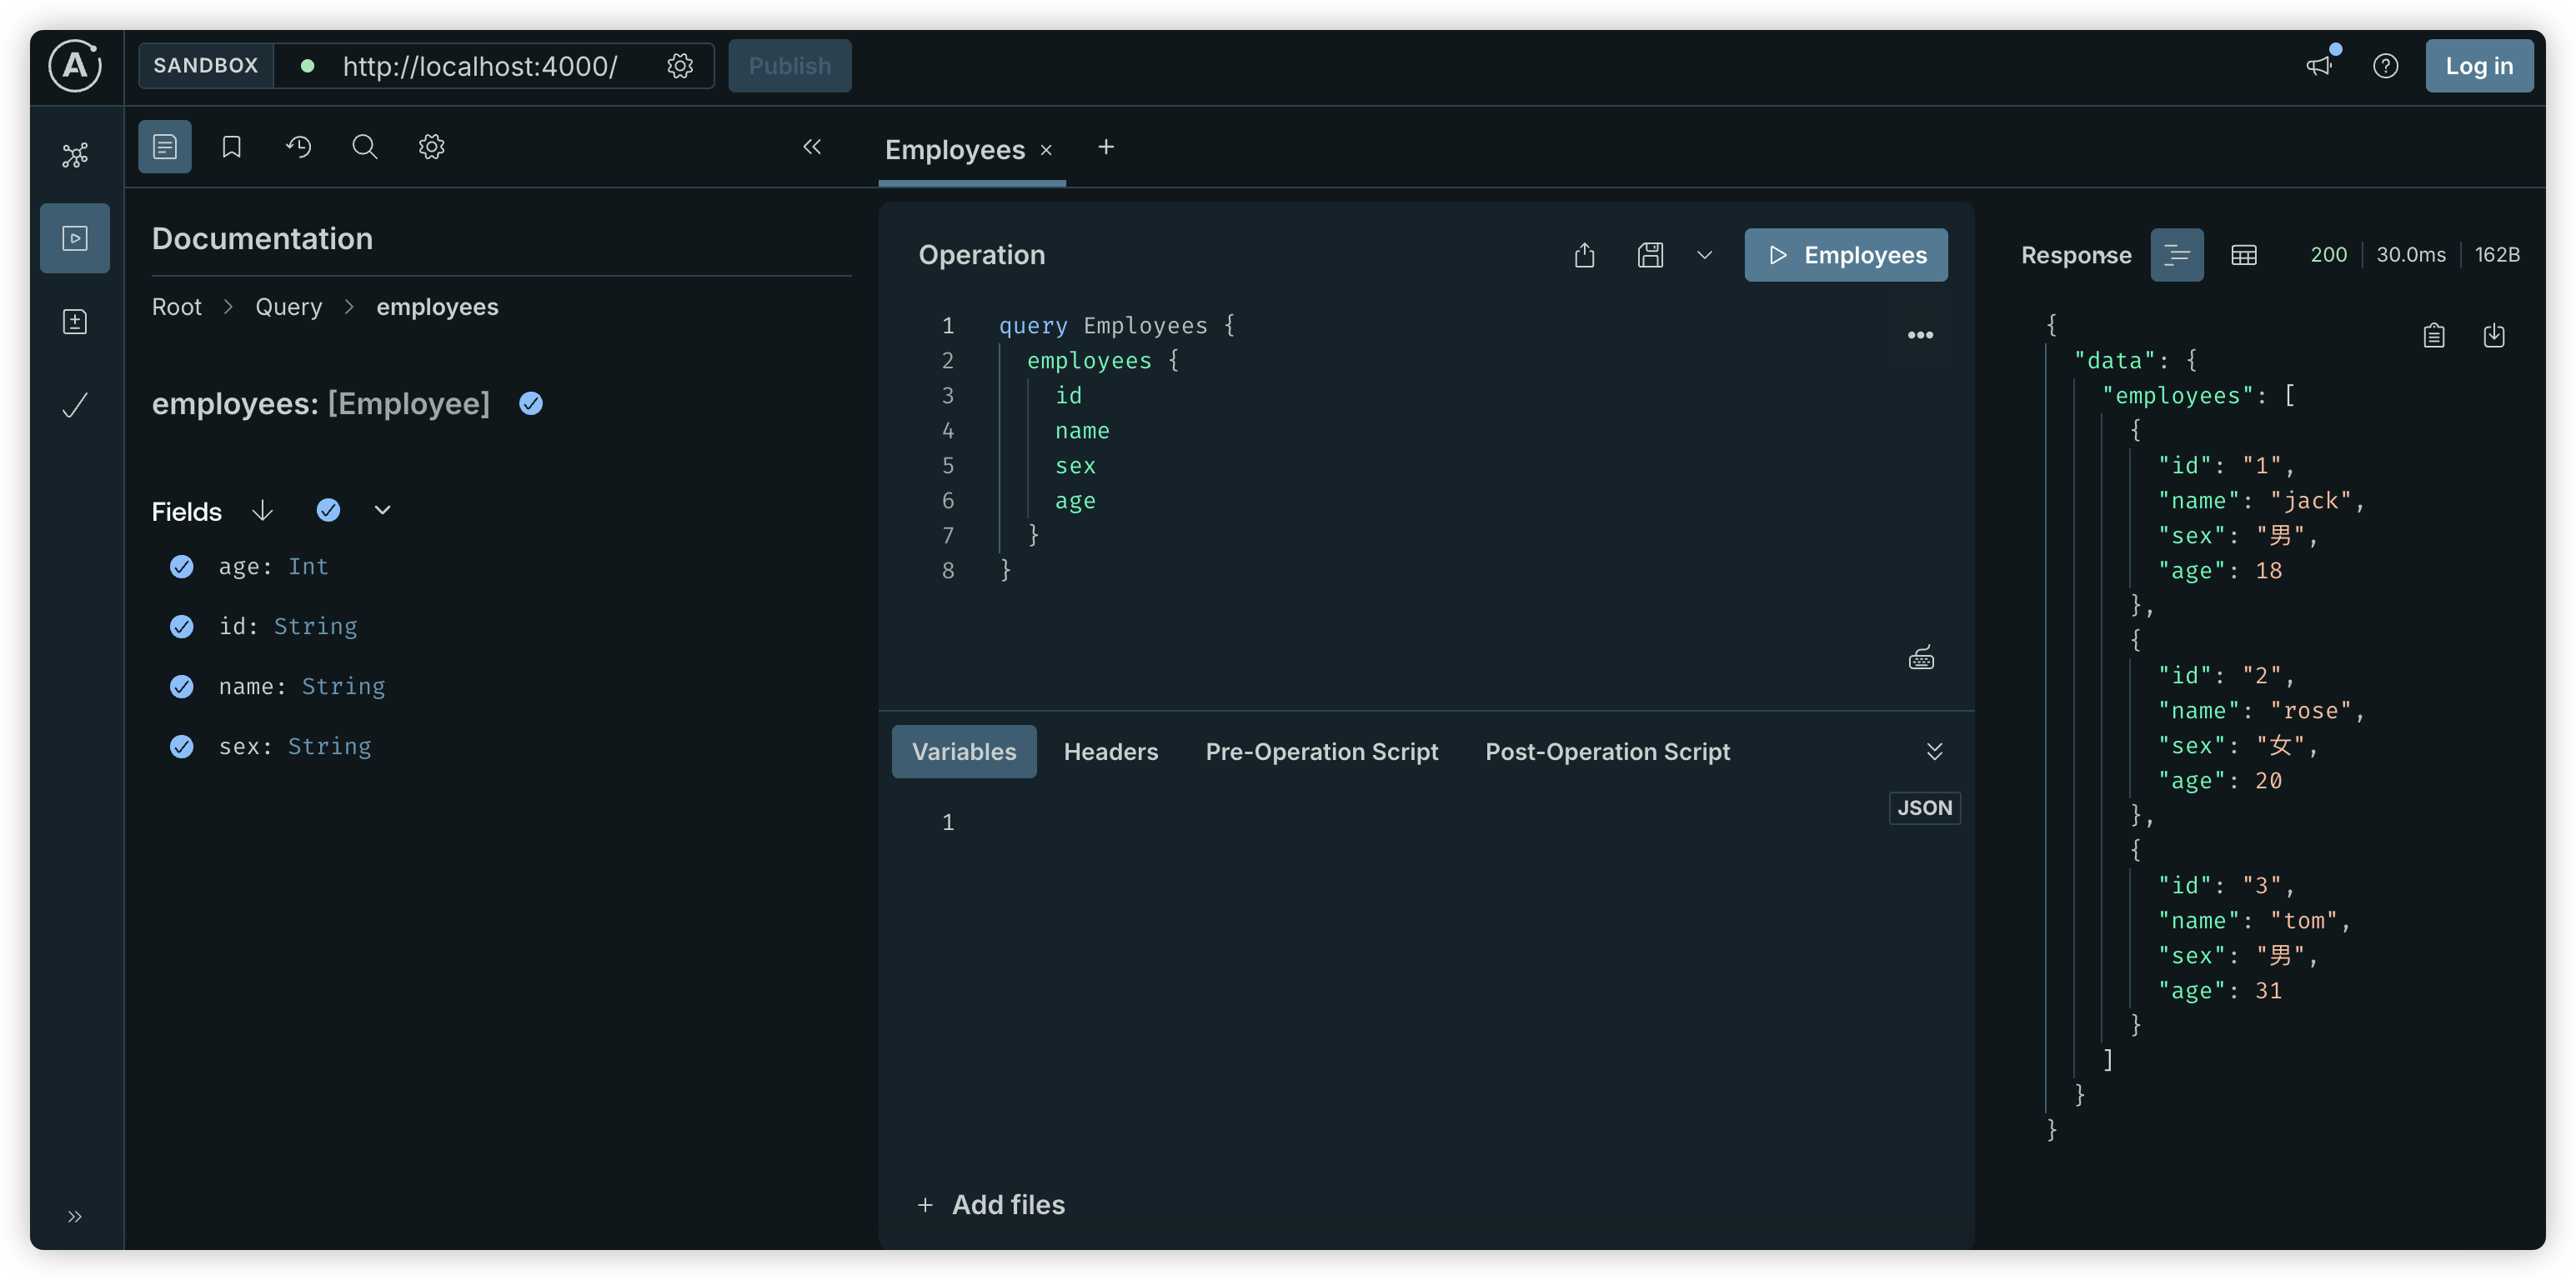 SANDBOX http://localhost:4000/ Publish Log in
Employees
Documentation
Root > Query > employees
employees: [Employee]
Fields
age: Int
id: String
name: String
sex: String
Operation
Employees
1 query Employees {
2 employees {
3 id
4 name
5 sex
6 age
7 }
8 }
Variables Headers Pre-Operation Script Post-Operation Script
JSON
1
+ Add files
Response 200 30.0ms 162B
{
"data": {
"employees": [
{
"id": "1",
"name": "jack",
"sex": "男",
"age": 18
},
{
"id": "2",
"name": "rose",
"sex": "女",
"age": 20
},
{
"id": "3",
"name": "tom",
"sex": "男",
"age": 31
}
]
}
}